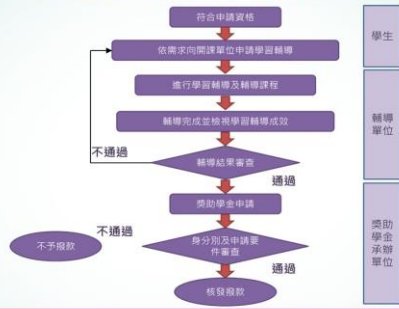 符合申請資格
學生
依需求向開課單位申請學習輔導
進行學習輔導及輔導課程
輔導完成並檢視學習輔導成效
輔導
單位
不通過
輔導結果審查
通過
獎助學金申請
獎助
學金
承辦
單位
不通過
不予撥款
身分別及申請要
件審查
通過
核發撥款